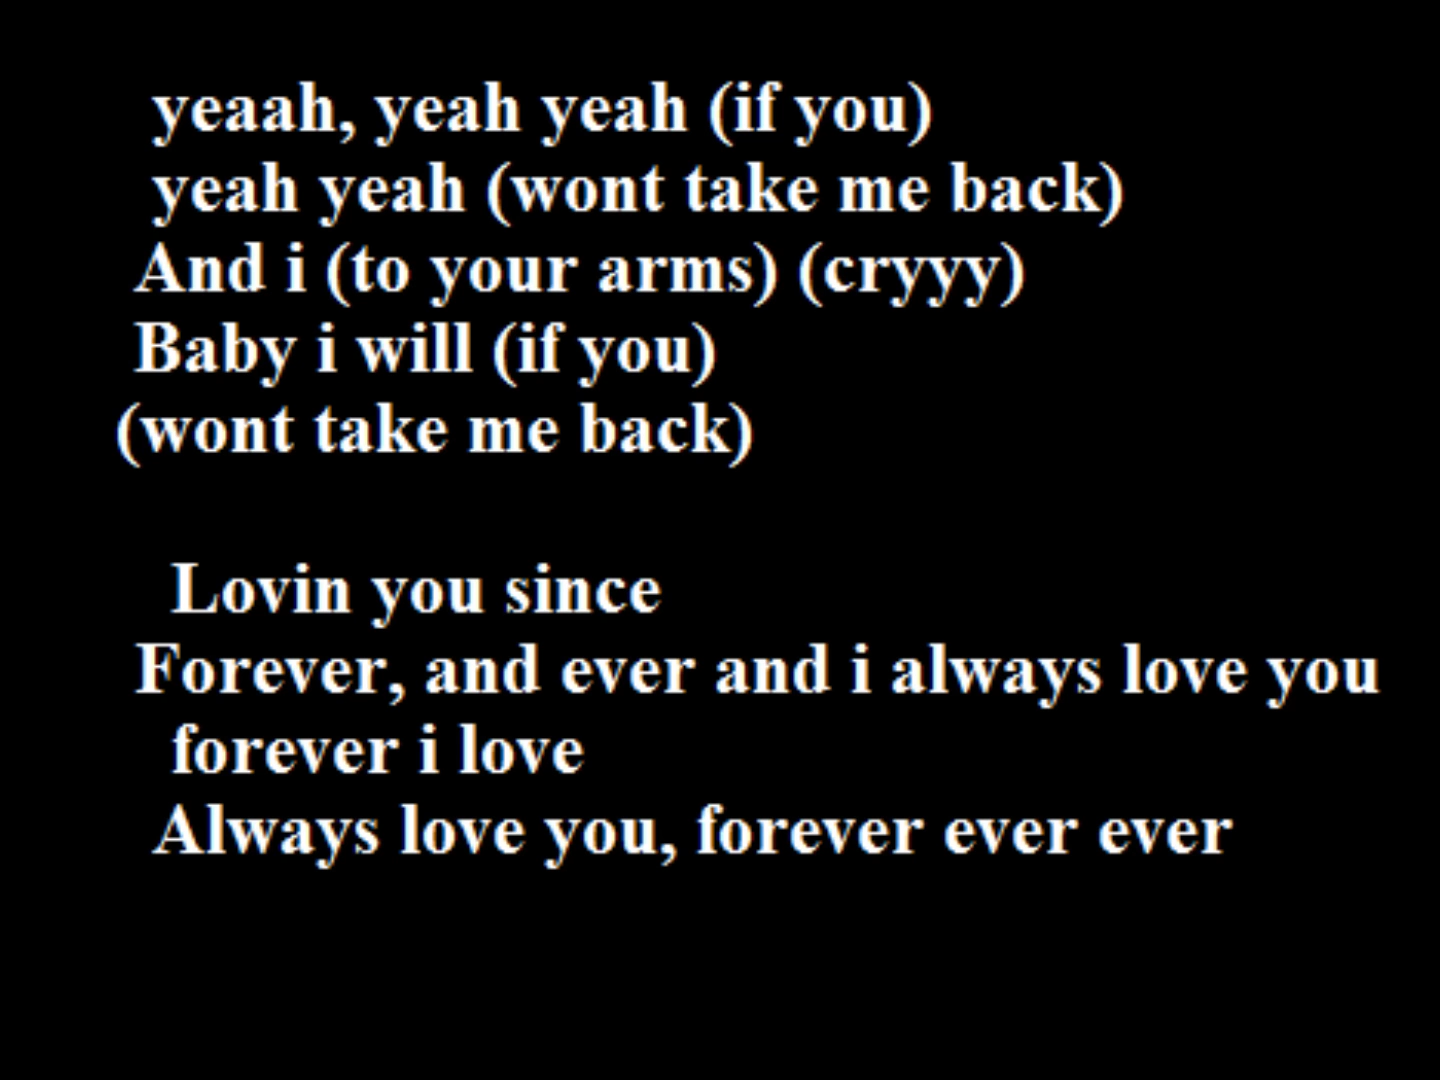 yeaah, yeah yeah (if you)
yeah yeah (wont take me back)
And i (to your arms) (cryyy)
Baby i will (if you)
(wont take me back)
Lovin you since
Forever, and ever and i always love you
forever i love
Always love you, forever ever ever